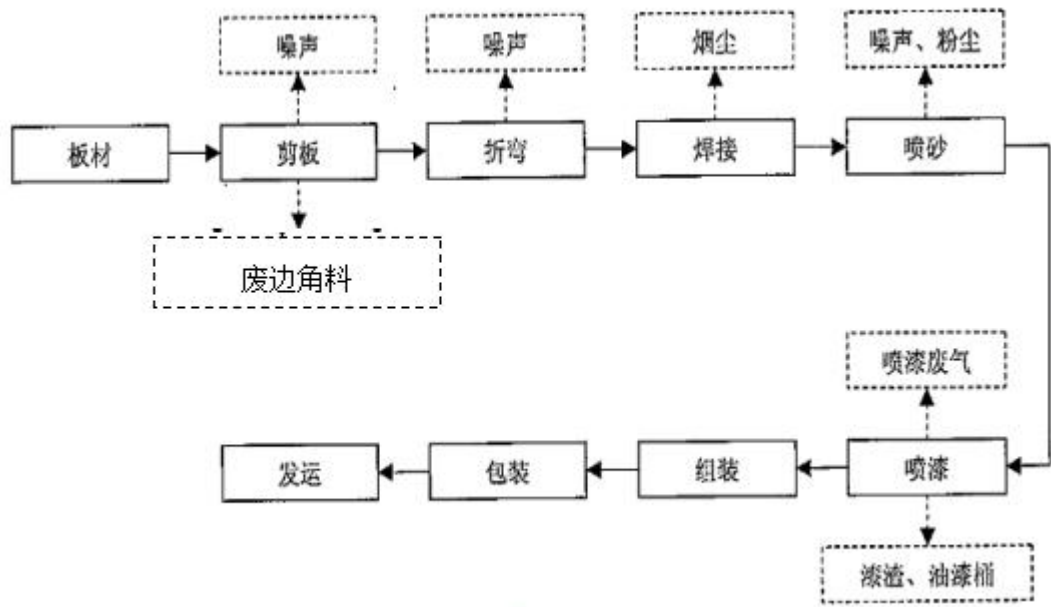 噪声
噪声
烟尘
噪声、粉尘
板材
剪板
折弯
焊接
喷砂
废边角料
喷漆废气
发运
包装
组装
喷漆
漆渣、油漆桶